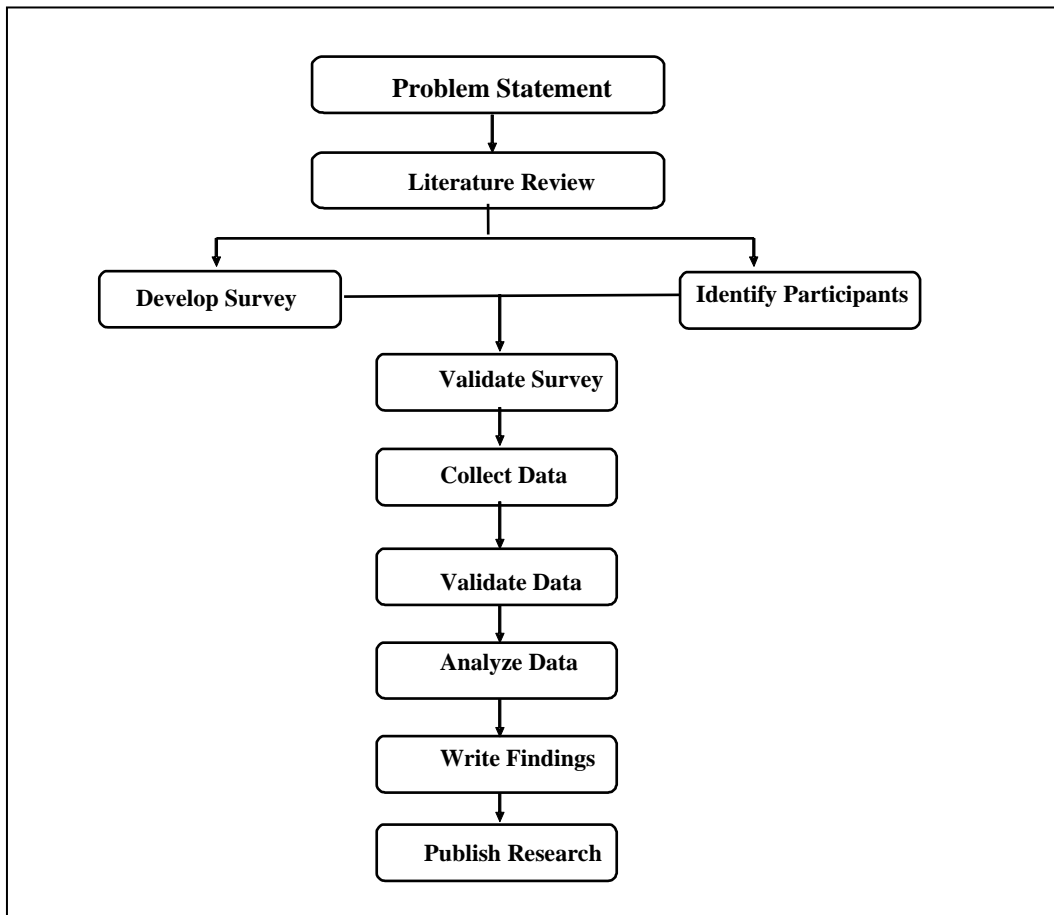 Problem Statement
Literature Review
Develop Survey
Identify Participants
Validate Survey
Collect Data
Validate Data
Analyze Data
Write Findings
Publish Research